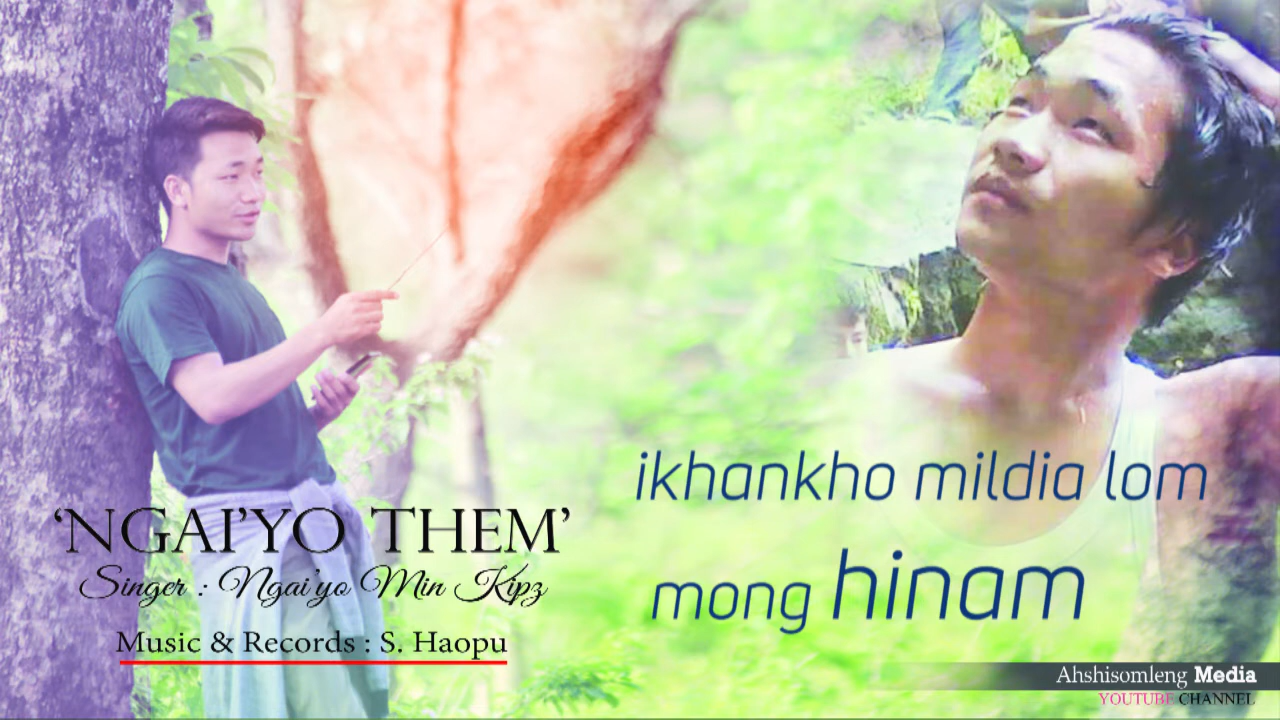 ‘NGAI’YO THEM’
Singer : Ngai’yo Min Kipz
Music & Records : S. Haopu
ikhankho mildia lom
mong hinam
Ahshisomleng Media
YOUTUBE CHANNEL